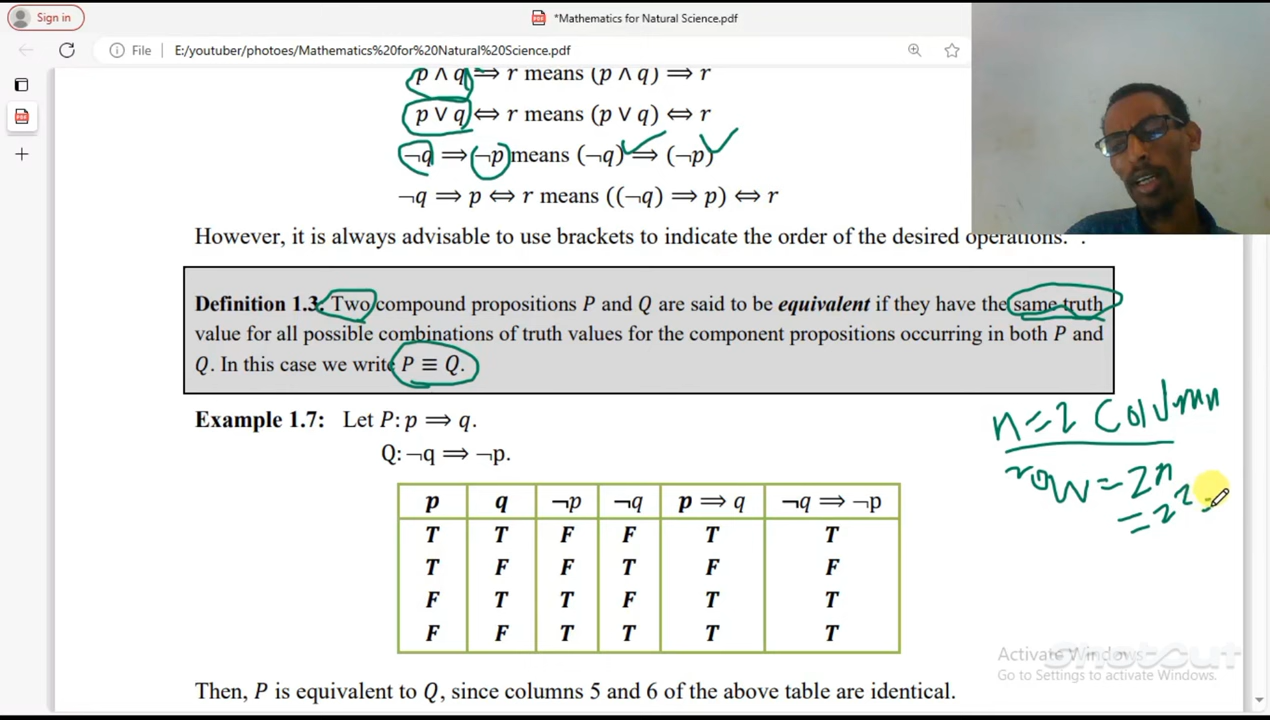 Sign in
*Mathematics for Natural Science.pdf
File
E:/youtuber/photoes/Mathematics%20for%20Natural%20Science.pdf
p ∧ q ⟹ r means (p ∧ q) ⟹ r
p ∨ q ⟺ r means (p ∨ q) ⟺ r
¬q ⟹ ¬p means (¬q) ⟹ (¬p)
¬q ⟹ p ⟺ r means ((¬q) ⟹ p) ⟺ r
However, it is always advisable to use brackets to indicate the order of the desired operations.
Definition 1.3: Two compound propositions P and Q are said to be equivalent if they have the same truth
value for all possible combinations of truth values for the component propositions occurring in both P and
Q. In this case we write P ≡ Q.
Example 1.7: Let P: p ⟹ q.
Q: ¬q ⟹ ¬p.
p q ¬p ¬q p ⟹ q ¬q ⟹ ¬p
T T F F T T
T F F T F F
F T T F T T
F F T T T T
Then, P is equivalent to Q, since columns 5 and 6 of the above table are identical.
n=2 Column
row = 2n
= 2²
Activate Windows
Go to Settings to activate Windows.
shotcut